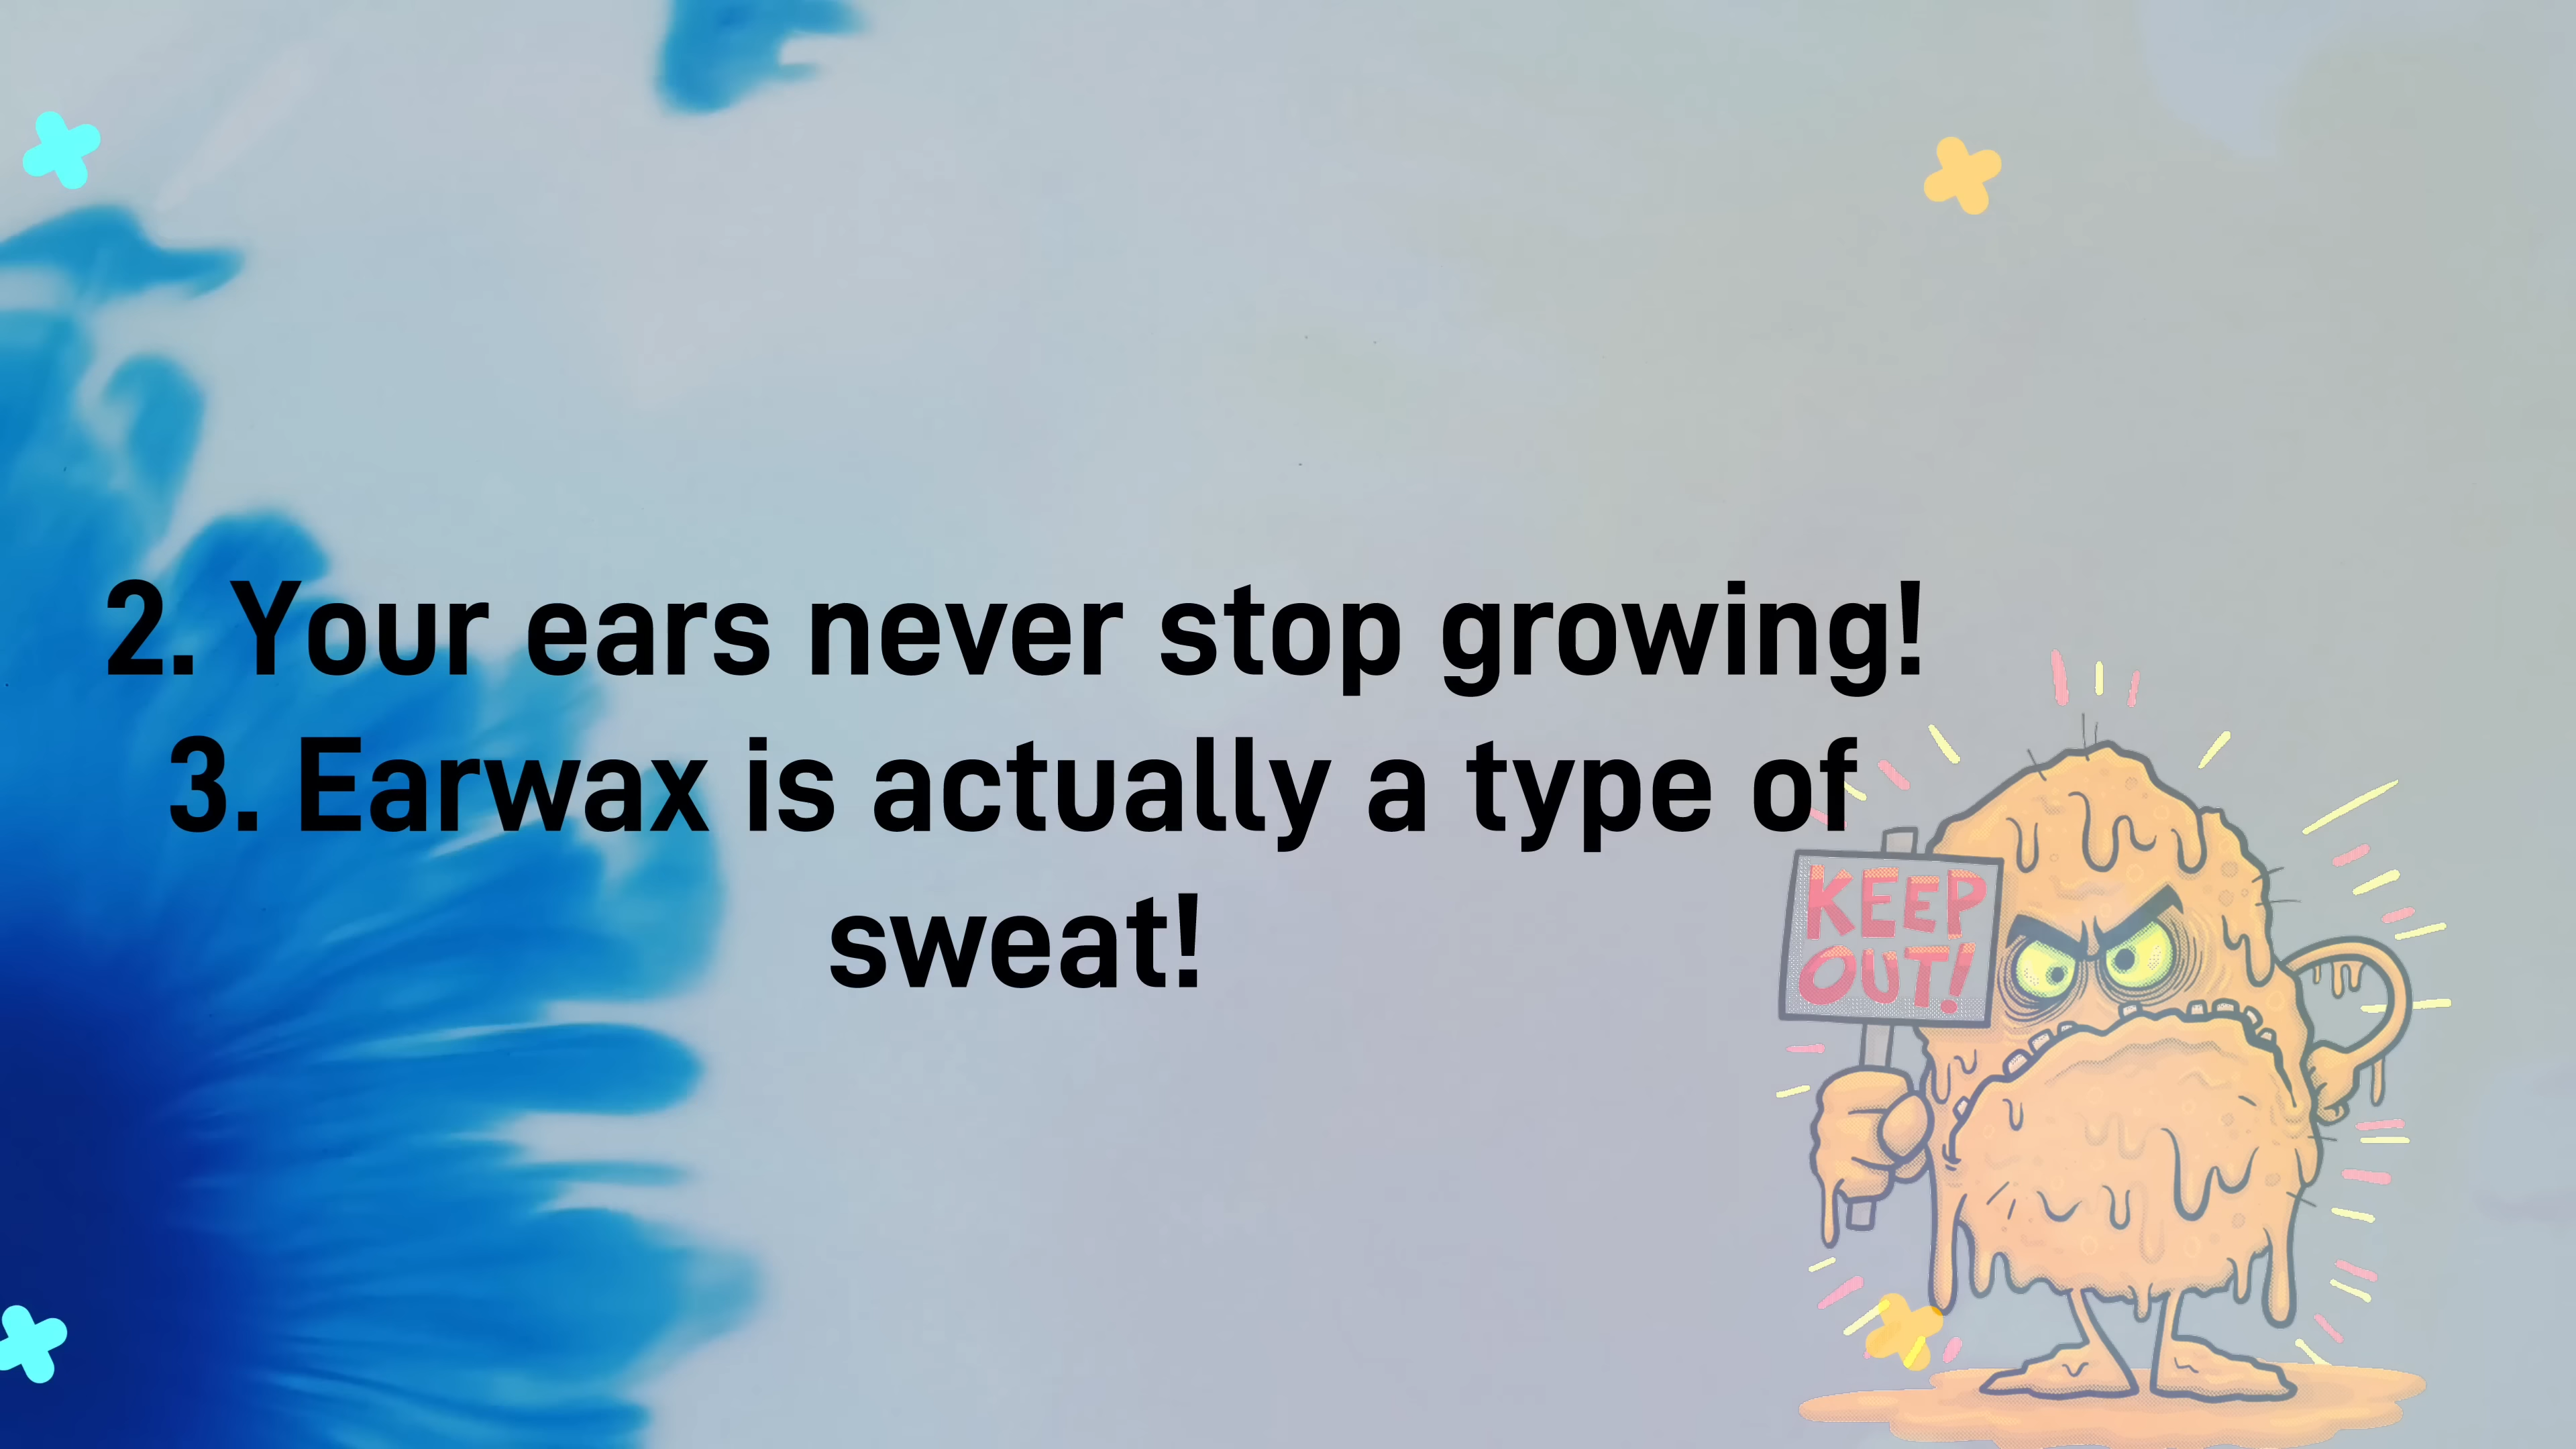 2. Your ears never stop growing!
3. Earwax is actually a type of
sweat!
KEEP
OUT!